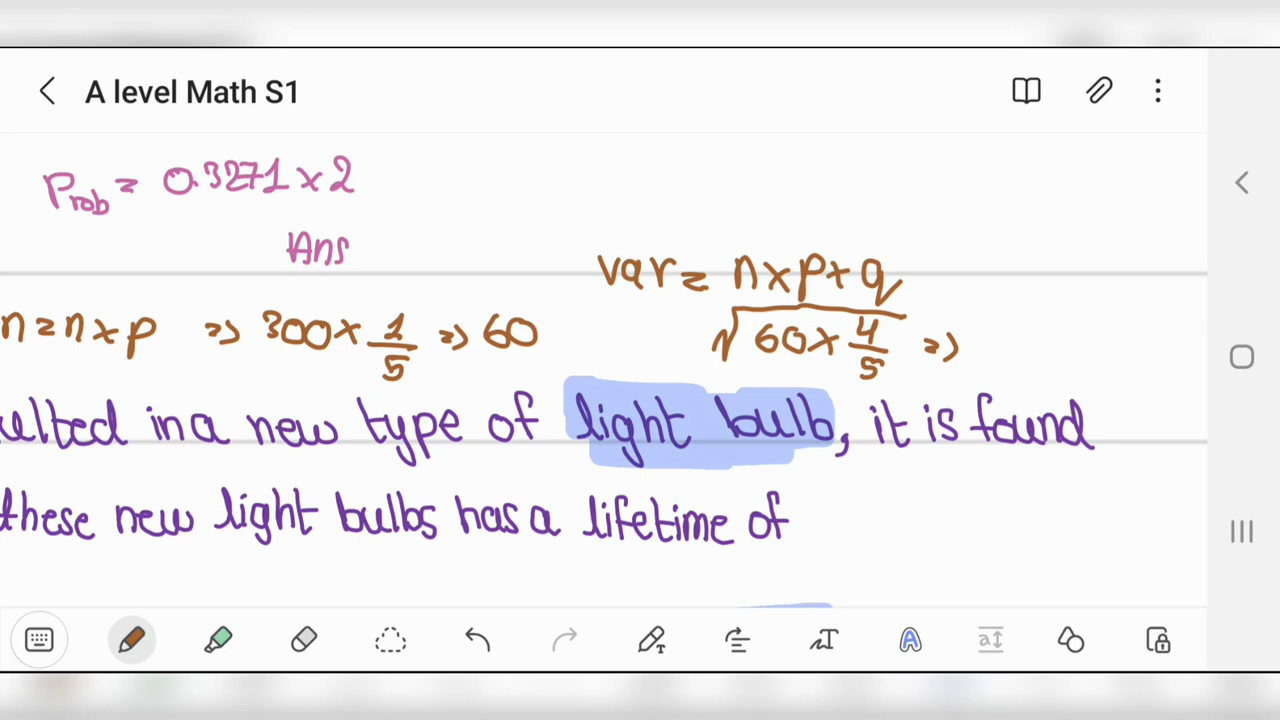 A level Math S1
Prob = 0.3271 x 2
Ans
var = n x p x q
n = n x p => 300 x 1/5 => 60
√60 x 4/5 =>
elted in a new type of light bulb, it is found
these new light bulbs has a lifetime of